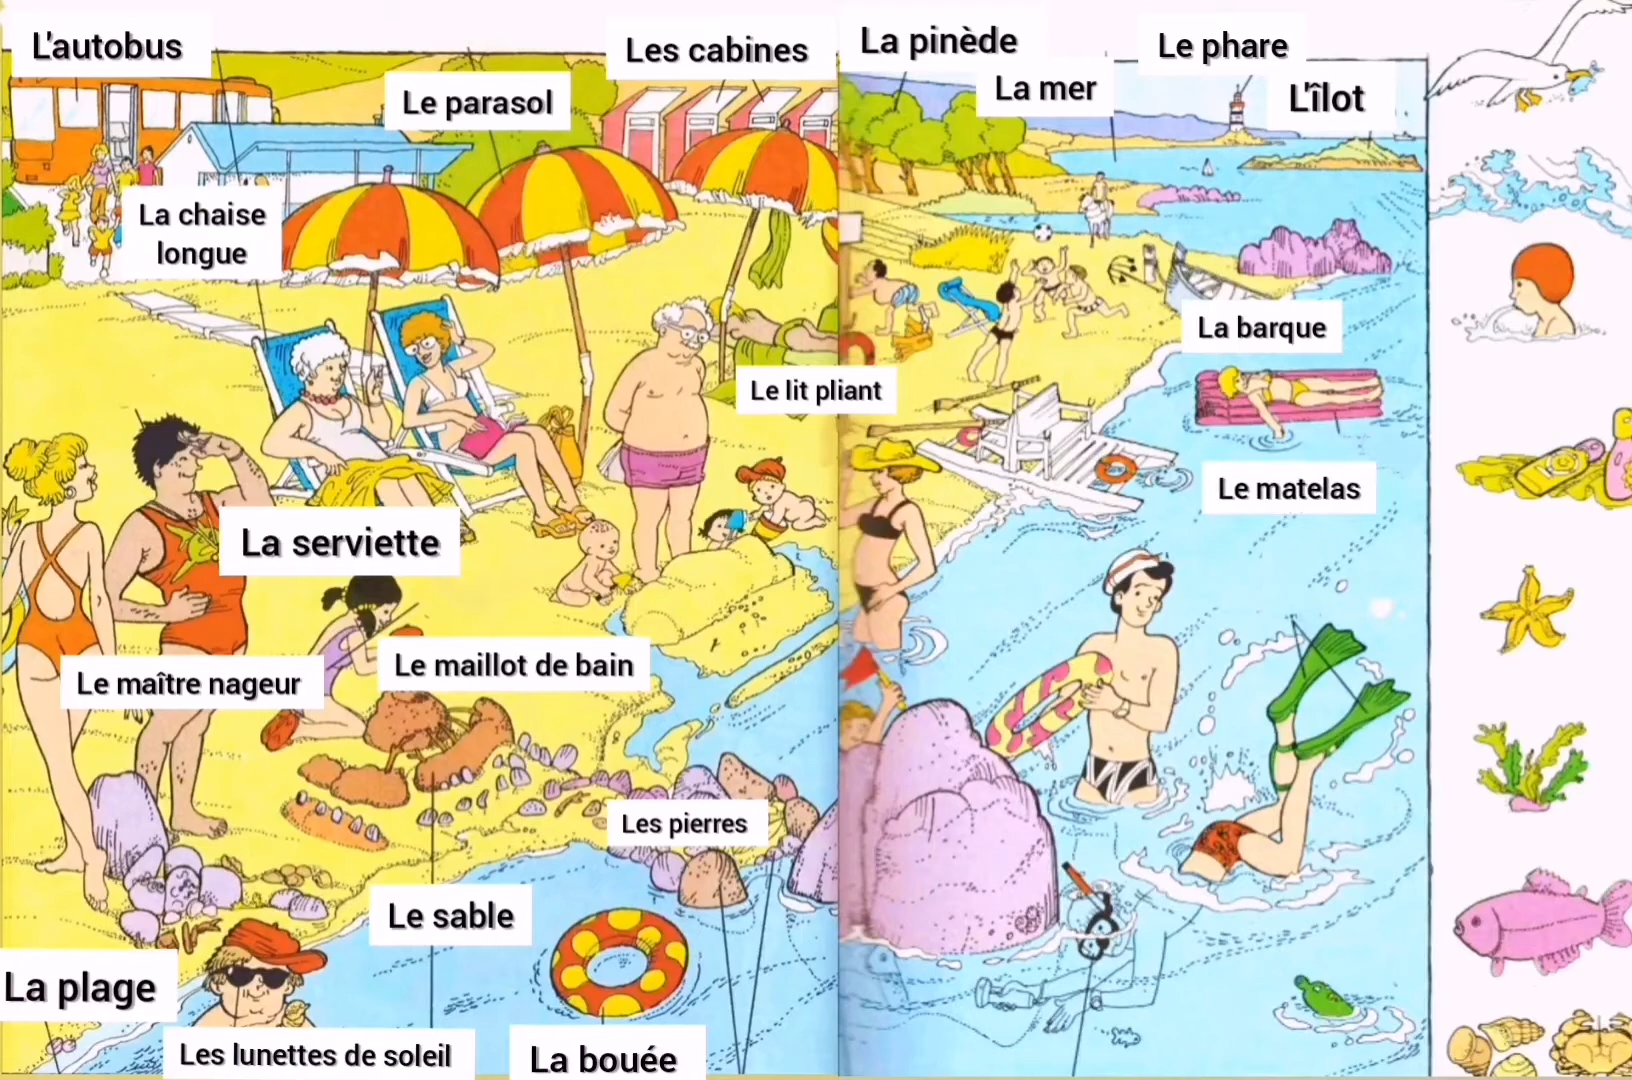 L'autobus
Le parasol
Les cabines
La pinède
La mer
Le phare
L'îlot
La chaise
longue
La barque
Le lit pliant
Le matelas
La serviette
Le maître nageur
Le maillot de bain
Les pierres
Le sable
La plage
Les lunettes de soleil
La bouée